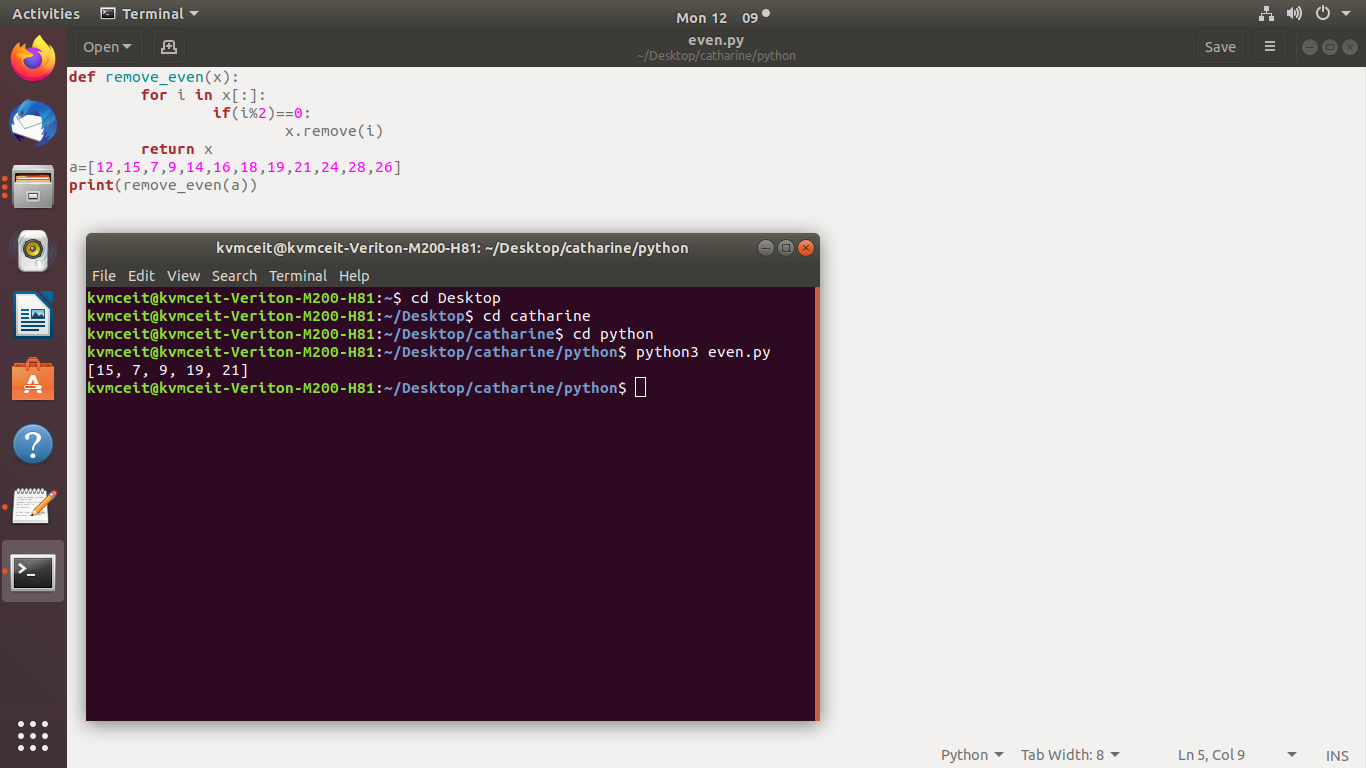 Activities Terminal Mon 12 09
Open even.py Save
~/Desktop/catharine/python
def remove_even(x):
        for i in x[:]:
                if(i%2)==0:
                        x.remove(i)
        return x
a=[12,15,7,9,14,16,18,19,21,24,28,26]
print(remove_even(a))
kvmceit@kvmceit-Veriton-M200-H81: ~/Desktop/catharine/python
File Edit View Search Terminal Help
kvmceit@kvmceit-Veriton-M200-H81:~$ cd Desktop
kvmceit@kvmceit-Veriton-M200-H81:~/Desktop$ cd catharine
kvmceit@kvmceit-Veriton-M200-H81:~/Desktop/catharine$ cd python
kvmceit@kvmceit-Veriton-M200-H81:~/Desktop/catharine/python$ python3 even.py
[15, 7, 9, 19, 21]
kvmceit@kvmceit-Veriton-M200-H81:~/Desktop/catharine/python$
Python Tab Width: 8 Ln 5, Col 9 INS